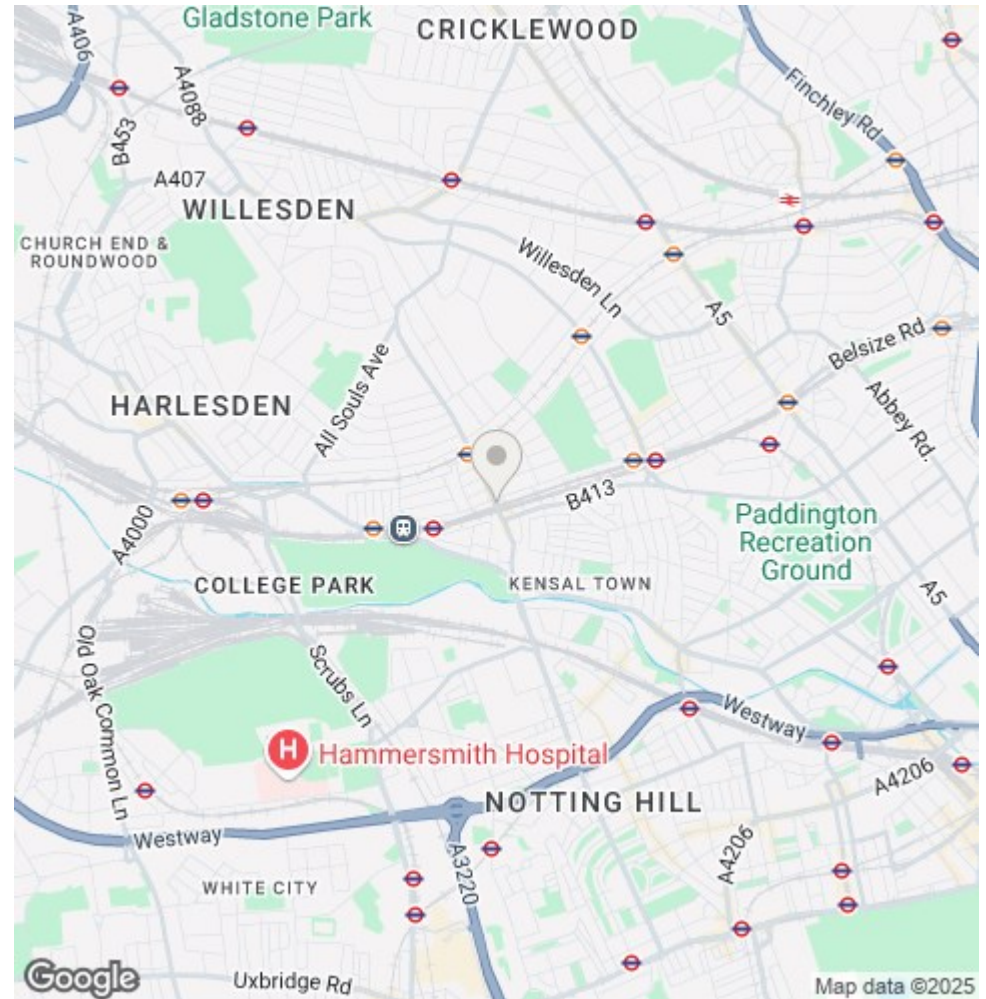 Gladstone Park
CRICKLEWOOD
A406
A4088
B453
Finchley Rd
A407
WILLESDEN
CHURCH END &
ROUNDWOOD
Willesden Ln
A5
Belsize Rd
All Souls Ave
HARLESDEN
Abbey Rd.
B413
A4000
Paddington
Recreation
Ground
COLLEGE PARK
KENSAL TOWN
A5
Old Oak Common Ln
Scrubs Ln
Westway
H
Hammersmith Hospital
A4206
NOTTING HILL
Westway
A3220
A4206
WHITE CITY
Google
Uxbridge Rd
Map data ©2025